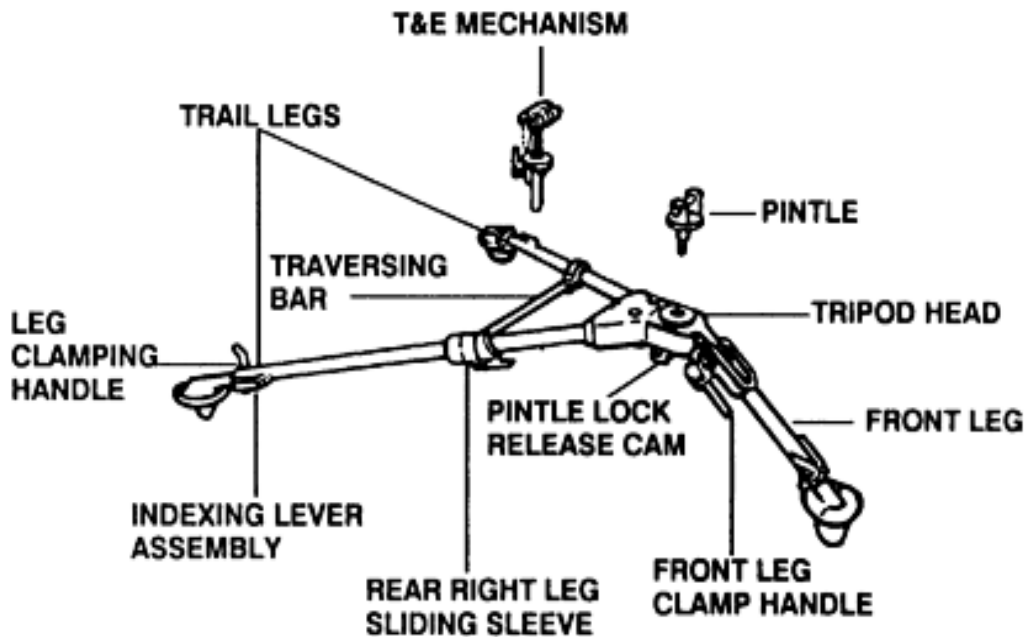 T&E MECHANISM
TRAIL LEGS
PINTLE
TRAVERSING
BAR
TRIPOD HEAD
LEG
CLAMPING
HANDLE
PINTLE LOCK
RELEASE CAM
FRONT LEG
INDEXING LEVER
ASSEMBLY
FRONT LEG
CLAMP HANDLE
REAR RIGHT LEG
SLIDING SLEEVE